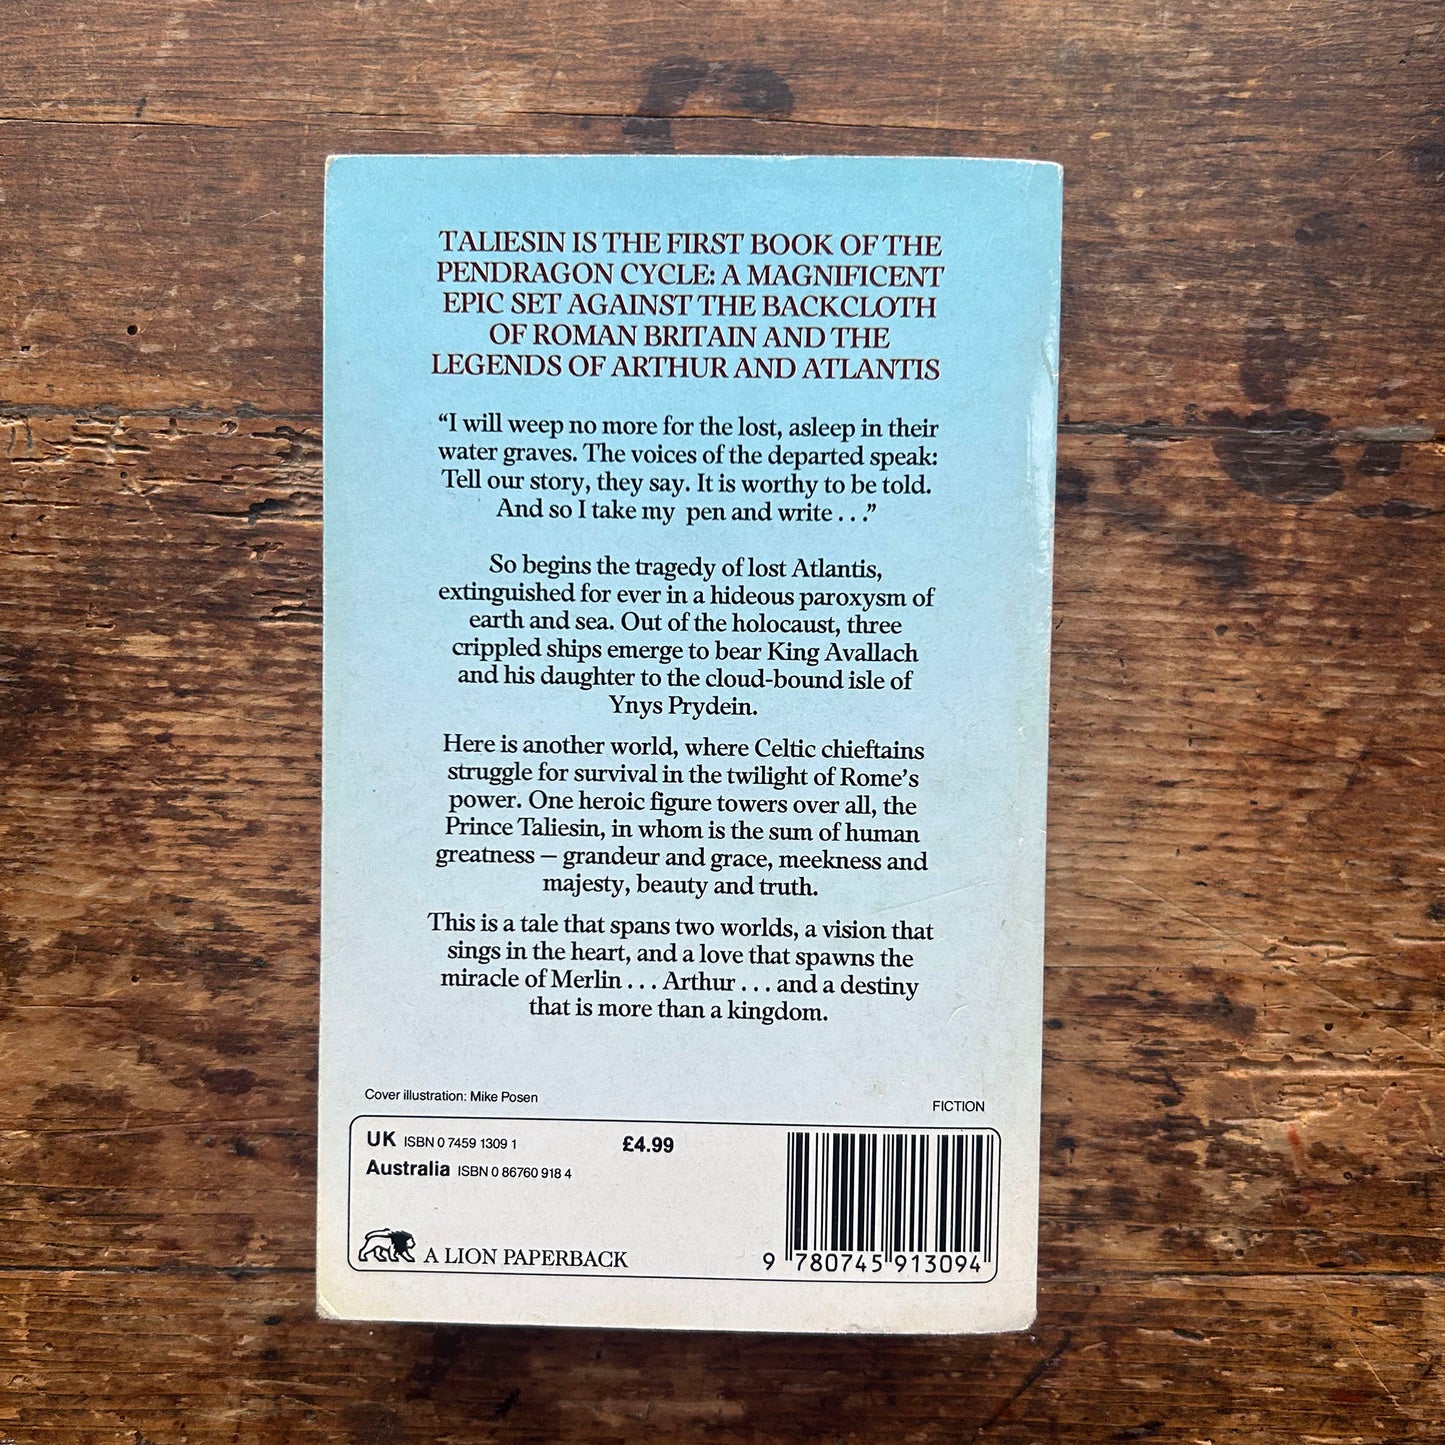 TALIESIN IS THE FIRST BOOK OF THE
PENDRAGON CYCLE: A MAGNIFICENT
EPIC SET AGAINST THE BACKCLOTH
OF ROMAN BRITAIN AND THE
LEGENDS OF ARTHUR AND ATLANTIS
“I will weep no more for the lost, asleep in their
water graves. The voices of the departed speak:
Tell our story, they say. It is worthy to be told.
And so I take my pen and write . . .”
So begins the tragedy of lost Atlantis,
extinguished for ever in a hideous paroxysm of
earth and sea. Out of the holocaust, three
crippled ships emerge to bear King Avallach
and his daughter to the cloud-bound isle of
Ynys Prydein.
Here is another world, where Celtic chieftains
struggle for survival in the twilight of Rome’s
power. One heroic figure towers over all, the
Prince Taliesin, in whom is the sum of human
greatness — grandeur and grace, meekness and
majesty, beauty and truth.
This is a tale that spans two worlds, a vision that
sings in the heart, and a love that spawns the
miracle of Merlin . . . Arthur . . . and a destiny
that is more than a kingdom.
Cover illustration: Mike Posen
FICTION
UK ISBN 0 7459 1309 1
£4.99
Australia ISBN 0 86760 918 4
A LION PAPERBACK
9 780745 913094